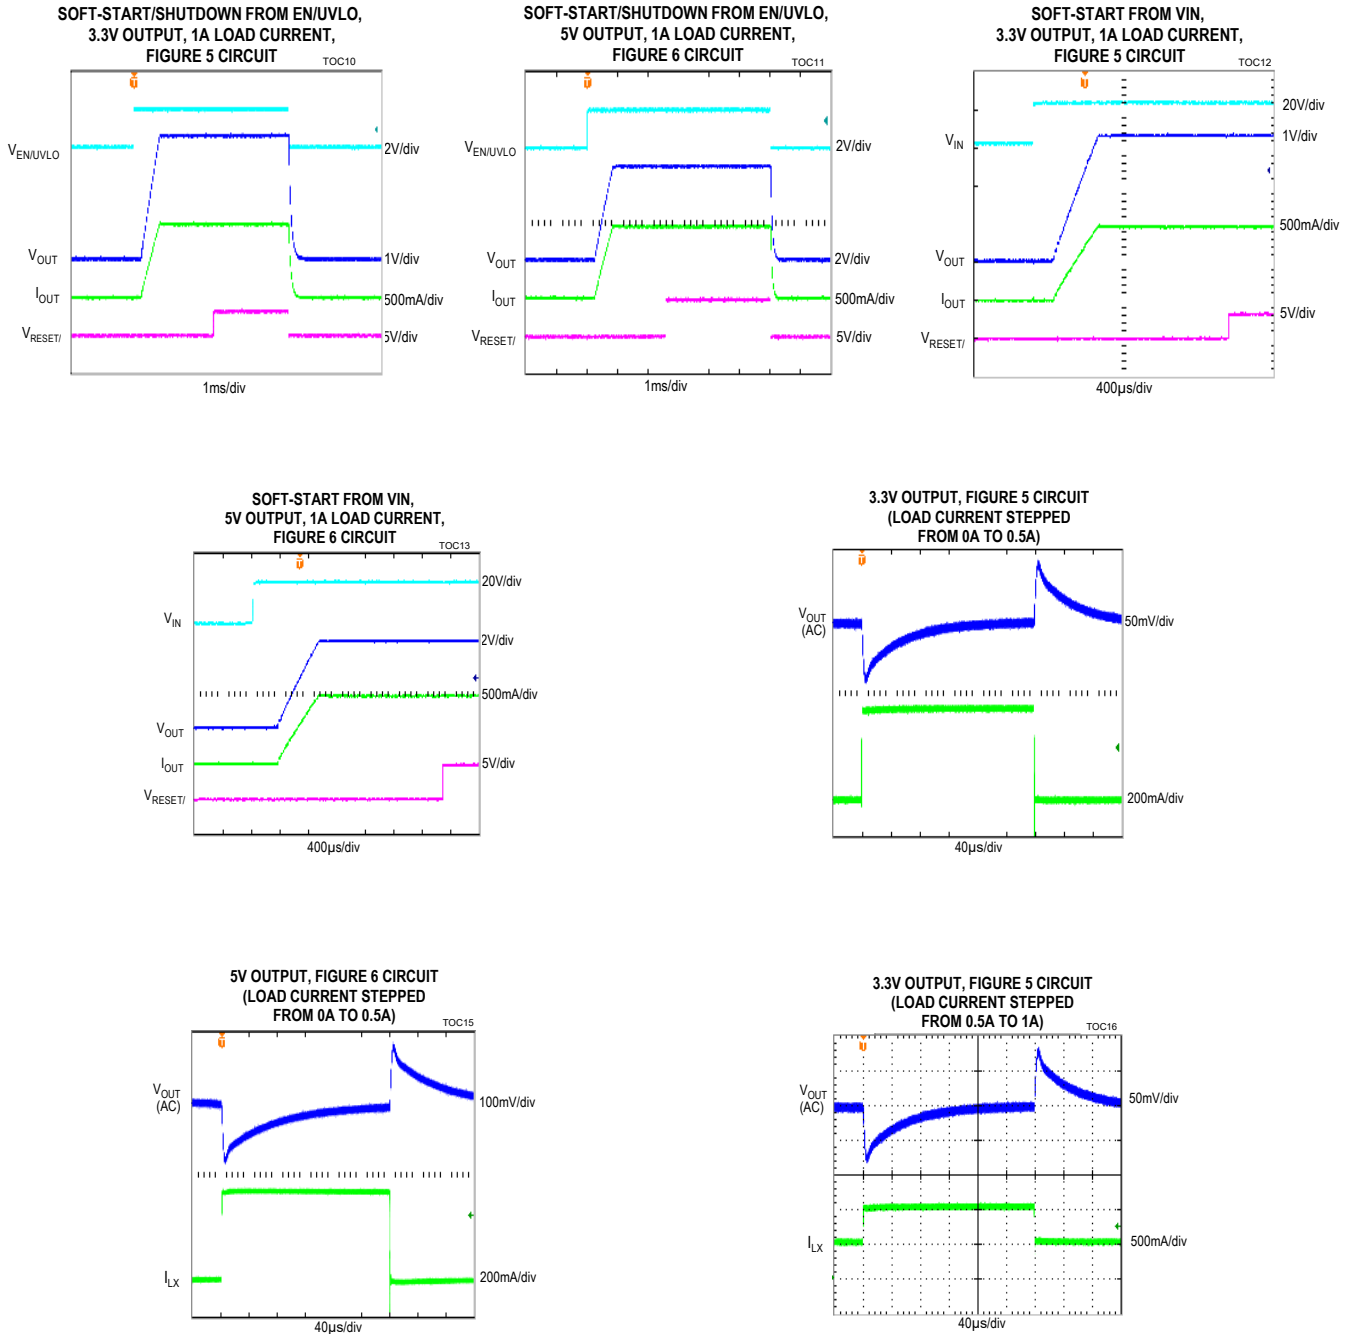 SOFT-START/SHUTDOWN FROM EN/UVLO,
3.3V OUTPUT, 1A LOAD CURRENT,
FIGURE 5 CIRCUIT
TOC10
T
VEN/UVLO
2V/div
VOUT
1V/div
IOUT
500mA/div
VRESET/
5V/div
1ms/div
SOFT-START/SHUTDOWN FROM EN/UVLO,
5V OUTPUT, 1A LOAD CURRENT,
FIGURE 6 CIRCUIT
TOC11
T
VEN/UVLO
2V/div
VOUT
2V/div
IOUT
500mA/div
VRESET/
5V/div
1ms/div
SOFT-START FROM VIN,
3.3V OUTPUT, 1A LOAD CURRENT,
FIGURE 5 CIRCUIT
TOC12
T
20V/div
VIN
1V/div
500mA/div
VOUT
IOUT
5V/div
VRESET/
400µs/div
SOFT-START FROM VIN,
5V OUTPUT, 1A LOAD CURRENT,
FIGURE 6 CIRCUIT
TOC13
T
20V/div
VIN
2V/div
500mA/div
VOUT
IOUT
5V/div
VRESET/
400µs/div
3.3V OUTPUT, FIGURE 5 CIRCUIT
(LOAD CURRENT STEPPED
FROM 0A TO 0.5A)
T
VOUT
(AC)
50mV/div
200mA/div
40µs/div
5V OUTPUT, FIGURE 6 CIRCUIT
(LOAD CURRENT STEPPED
FROM 0A TO 0.5A)
TOC15
T
VOUT
(AC)
100mV/div
ILX
200mA/div
40µs/div
3.3V OUTPUT, FIGURE 5 CIRCUIT
(LOAD CURRENT STEPPED
FROM 0.5A TO 1A)
TOC16
T
VOUT
(AC)
50mV/div
ILX
500mA/div
40µs/div